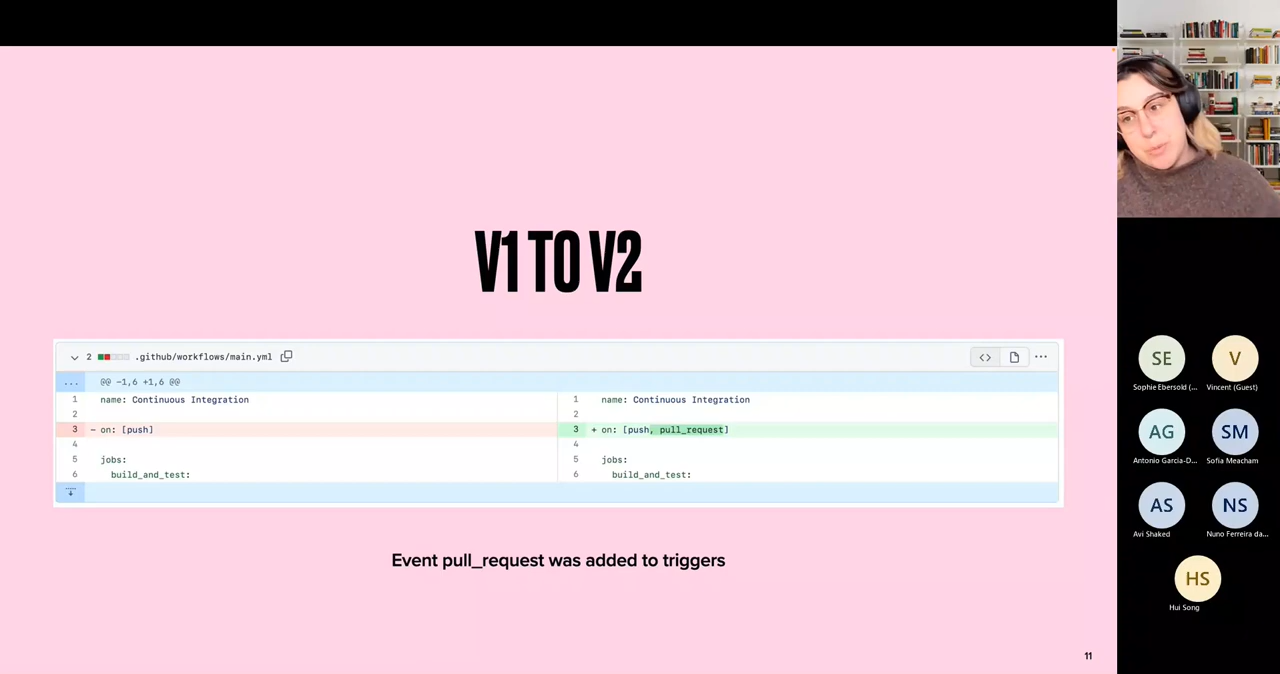 V1 TO V2
2 .github/workflows/main.yml
... @@ -1,6 +1,6 @@
1 name: Continuous Integration
2
3 - on: [push]
4
5 jobs:
6 build_and_test:
1 name: Continuous Integration
2
3 + on: [push, pull_request]
4
5 jobs:
6 build_and_test:
Event pull_request was added to triggers
11
SE
Sophie Ebersold (...
V
Vincent (Guest)
AG
Antonio Garcia-D...
SM
Sofia Meacham
AS
Avi Shaked
NS
Nuno Ferreira da...
HS
Hui Song